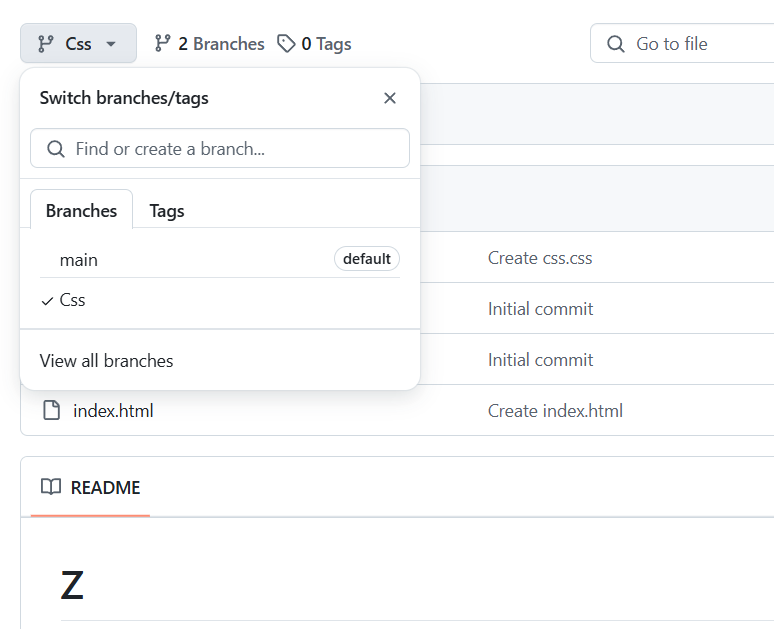 Css 2 Branches 0 Tags Go to file
Switch branches/tags
Find or create a branch...
Branches Tags
main default Create css.css
Css
Initial commit
View all branches Initial commit
index.html Create index.html
README
Z